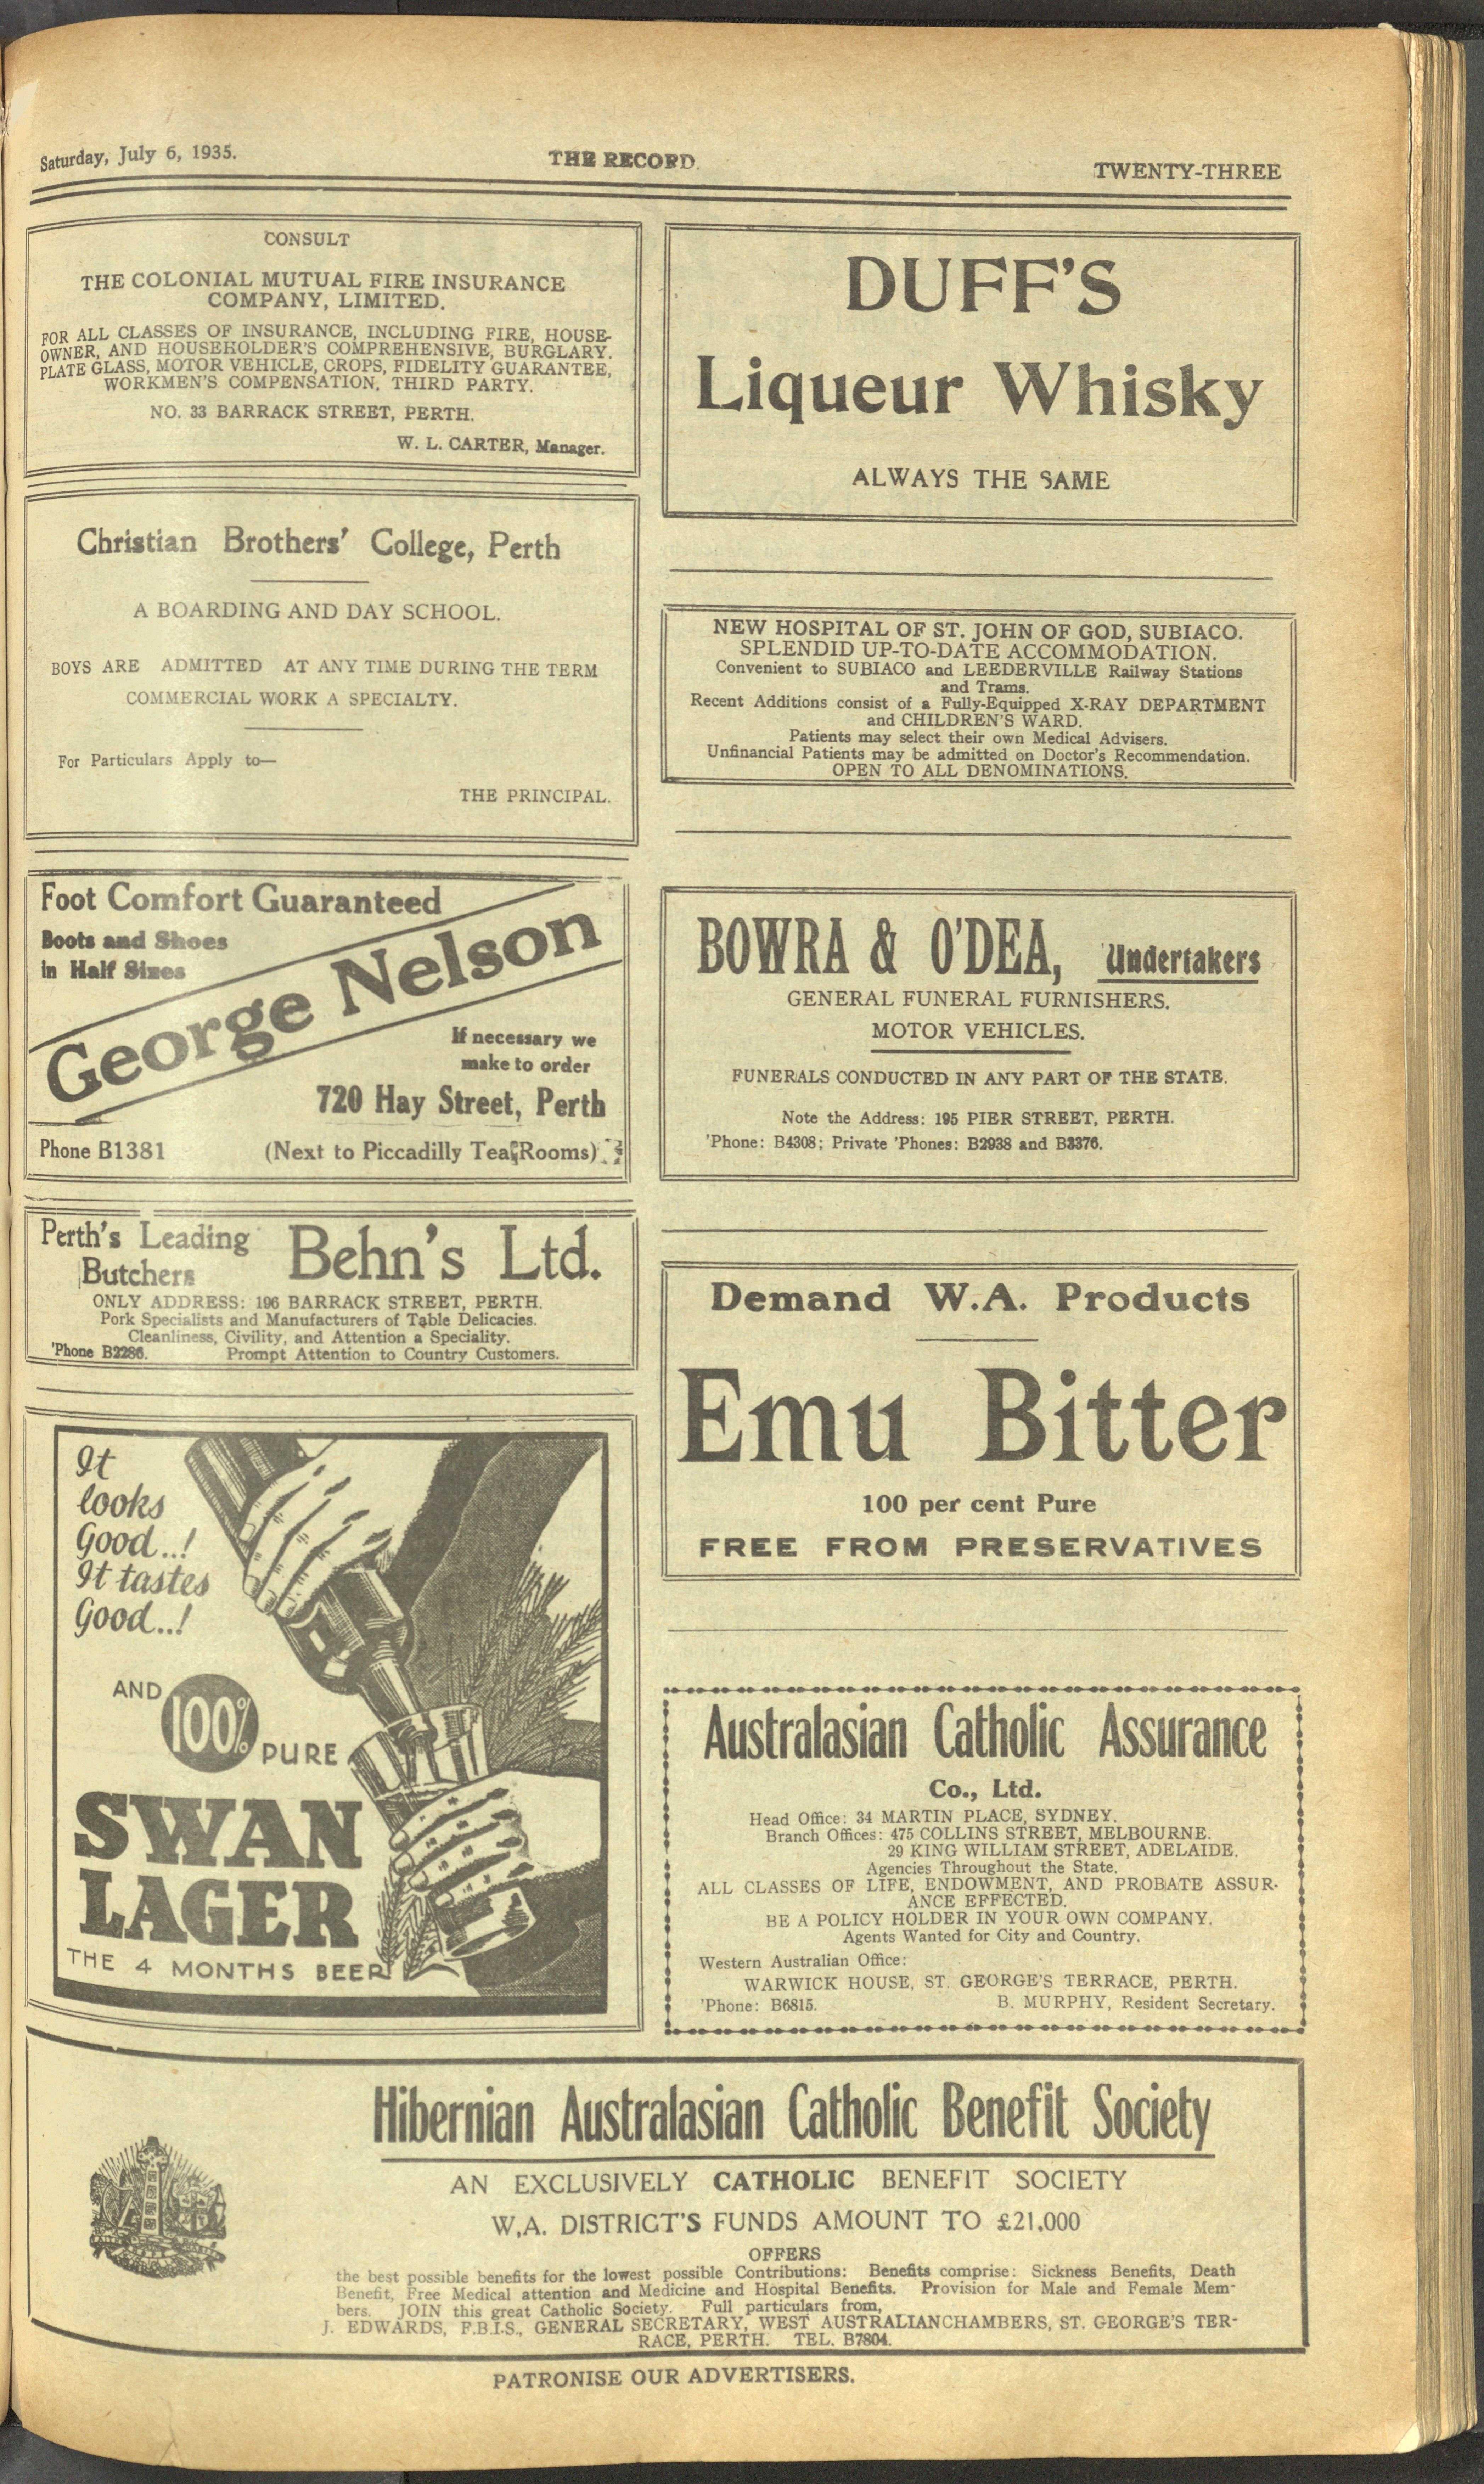 Saturday, July 6, 1935.
THE RECORD.
TWENTY-THREE
CONSULT
THE COLONIAL MUTUAL FIRE INSURANCE
COMPANY, LIMITED.
FOR ALL CLASSES OF INSURANCE, INCLUDING FIRE, HOUSE-
OWNER, AND HOUSEHOLDER'S COMPREHENSIVE, BURGLARY.
PLATE GLASS, MOTOR VEHICLE, CROPS, FIDELITY GUARANTEE,
WORKMEN'S COMPENSATION, THIRD PARTY.
NO. 33 BARRACK STREET, PERTH.
W. L. CARTER, Manager.
Christian Brothers' College, Perth
A BOARDING AND DAY SCHOOL.
BOYS ARE ADMITTED AT ANY TIME DURING THE TERM
COMMERCIAL WORK A SPECIALTY.
For Particulars Apply to—
THE PRINCIPAL.
Foot Comfort Guaranteed
Boots and Shoes
in Half Sizes
George Nelson
If necessary we
make to order
720 Hay Street, Perth
Phone B1381 (Next to Piccadilly Tea Rooms)
Perth's Leading
Butchers
Behn's Ltd.
ONLY ADDRESS: 196 BARRACK STREET, PERTH.
Pork Specialists and Manufacturers of Table Delicacies.
Cleanliness, Civility, and Attention a Speciality.
'Phone B2286. Prompt Attention to Country Customers.
It
looks
Good..!
It tastes
Good..!
AND
100%
PURE
SWAN
LAGER
THE 4 MONTHS BEER
DUFF'S
Liqueur Whisky
ALWAYS THE SAME
NEW HOSPITAL OF ST. JOHN OF GOD, SUBIACO.
SPLENDID UP-TO-DATE ACCOMMODATION.
Convenient to SUBIACO and LEEDERVILLE Railway Stations
and Trams.
Recent Additions consist of a Fully-Equipped X-RAY DEPARTMENT
and CHILDREN'S WARD.
Patients may select their own Medical Advisers.
Unfinancial Patients may be admitted on Doctor's Recommendation.
OPEN TO ALL DENOMINATIONS.
BOWRA & O'DEA, Undertakers
GENERAL FUNERAL FURNISHERS.
MOTOR VEHICLES.
FUNERALS CONDUCTED IN ANY PART OF THE STATE.
Note the Address: 195 PIER STREET, PERTH.
'Phone: B4308; Private 'Phones: B2938 and B3376.
Demand W.A. Products
Emu Bitter
100 per cent Pure
FREE FROM PRESERVATIVES
Australasian Catholic Assurance
Co., Ltd.
Head Office: 34 MARTIN PLACE, SYDNEY.
Branch Offices: 475 COLLINS STREET, MELBOURNE.
29 KING WILLIAM STREET, ADELAIDE.
Agencies Throughout the State.
ALL CLASSES OF LIFE, ENDOWMENT, AND PROBATE ASSUR-
ANCE EFFECTED.
BE A POLICY HOLDER IN YOUR OWN COMPANY.
Agents Wanted for City and Country.
Western Australian Office:
WARWICK HOUSE, ST. GEORGE'S TERRACE, PERTH.
'Phone: B6815. B. MURPHY, Resident Secretary.
Hibernian Australasian Catholic Benefit Society
AN EXCLUSIVELY CATHOLIC BENEFIT SOCIETY
W.A. DISTRICT'S FUNDS AMOUNT TO £21,000
OFFERS
the best possible benefits for the lowest possible Contributions: Benefits comprise: Sickness Benefits, Death
Benefit, Free Medical attention and Medicine and Hospital Benefits. Provision for Male and Female Mem-
bers. JOIN this great Catholic Society. Full particulars from,
J. EDWARDS, F.B.I.S., GENERAL SECRETARY, WEST AUSTRALIANCHAMBERS, ST. GEORGE'S TER-
RACE, PERTH. TEL. B7804.
PATRONISE OUR ADVERTISERS.